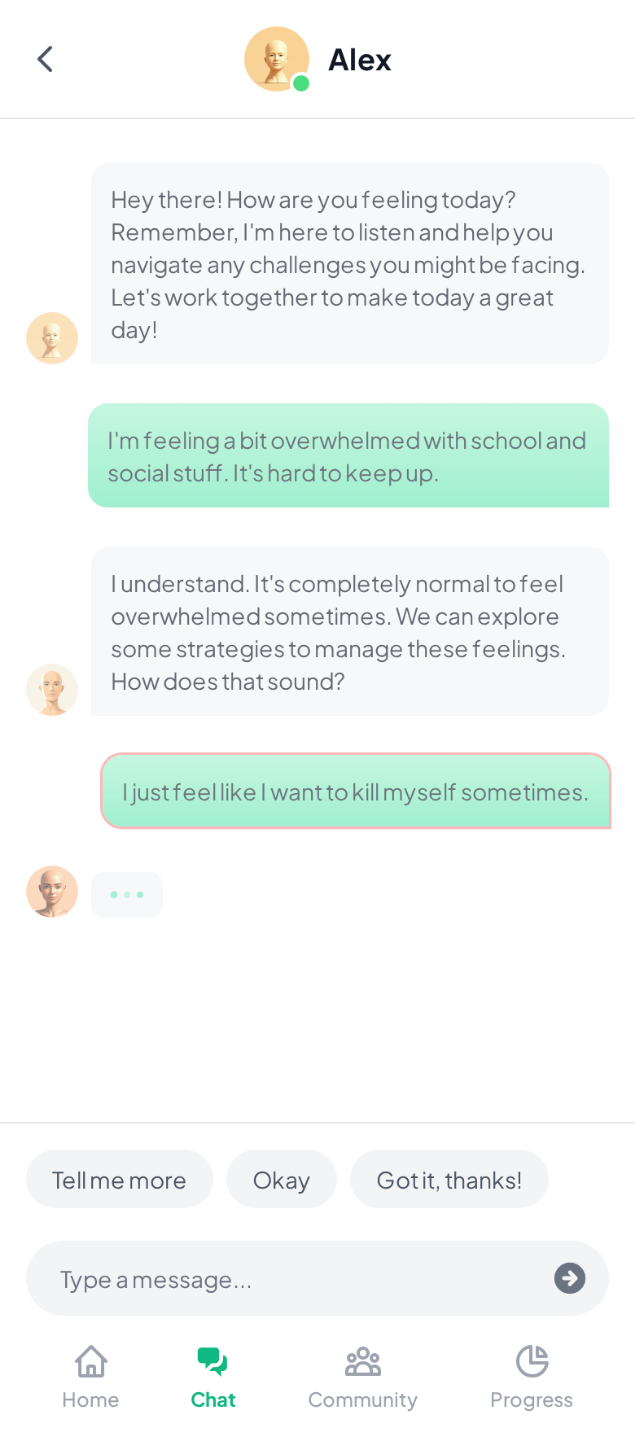 Alex
Hey there! How are you feeling today?
Remember, I'm here to listen and help you
navigate any challenges you might be facing.
Let's work together to make today a great
day!
I'm feeling a bit overwhelmed with school and
social stuff. It's hard to keep up.
I understand. It's completely normal to feel
overwhelmed sometimes. We can explore
some strategies to manage these feelings.
How does that sound?
I just feel like I want to kill myself sometimes.
Tell me more
Okay
Got it, thanks!
Type a message...
Home
Chat
Community
Progress